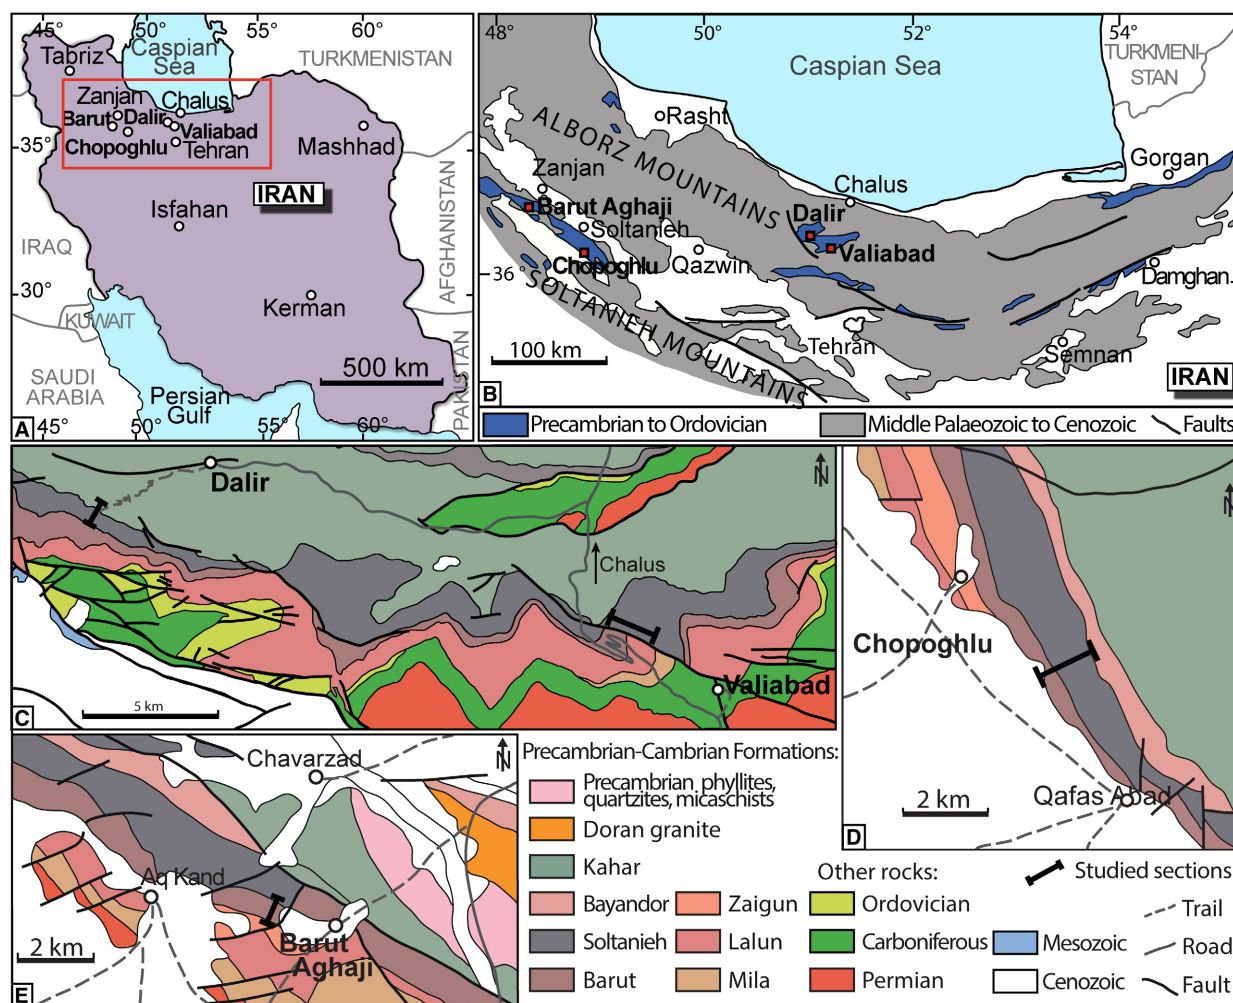 45°
50°
55°
60°
Tabriz
Caspian
Sea
TURKMENISTAN
Zanjan
Chalus
Barut
Dalir
Valiabad
35°
Chopoghlu
Tehran
Mashhad
IRAN
Isfahan
AFGHANISTAN
IRAQ
30°
Kerman
KUWAIT
500 km
SAUDI
ARABIA
Persian
Gulf
PAKISTAN
A
45°
50°
55°
60°
48°
50°
52°
54°
TURKMENI-
STAN
Caspian Sea
Rasht
ALBORZ MOUNTAINS
Gorgan
Zanjan
Chalus
Barut Aghaji
Dalir
Soltanieh
Valiabad
Chopoghlu
Qazwin
36°
Damghan
SOLTANIEH MOUNTAINS
100 km
Tehran
Semnan
IRAN
B
Precambrian to Ordovician
Middle Palaeozoic to Cenozoic
Faults
Dalir
N
Chalus
Valiabad
5 km
C
N
Chopoghlu
Qafas Abad
2 km
D
Chavarzad
N
Aq Kand
Barut
Aghaji
2 km
E
Precambrian-Cambrian Formations:
Precambrian phyllites,
quartzites, micaschists
Doran granite
Kahar
Bayandor
Soltanieh
Barut
Zaigun
Lalun
Mila
Other rocks:
Ordovician
Carboniferous
Permian
Mesozoic
Cenozoic
Studied sections
Trail
Road
Fault